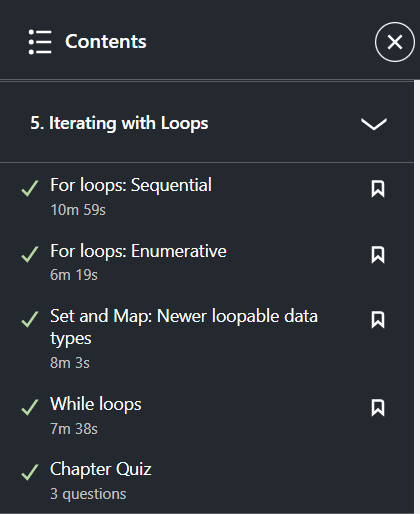 Contents
5. Iterating with Loops
For loops: Sequential
10m 59s
For loops: Enumerative
6m 19s
Set and Map: Newer loopable data
types
8m 3s
While loops
7m 38s
Chapter Quiz
3 questions